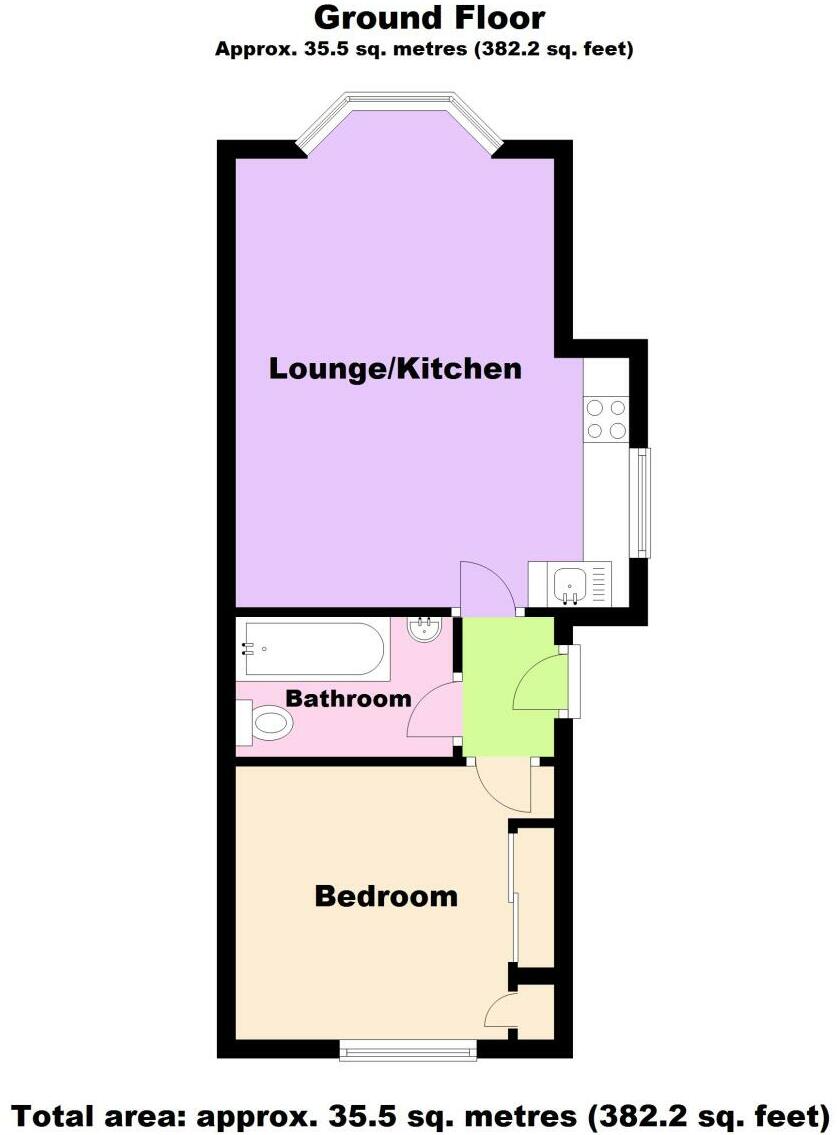 Ground Floor
Approx. 35.5 sq. metres (382.2 sq. feet)
Lounge/Kitchen
Bathroom
Bedroom
Total area: approx. 35.5 sq. metres (382.2 sq. feet)